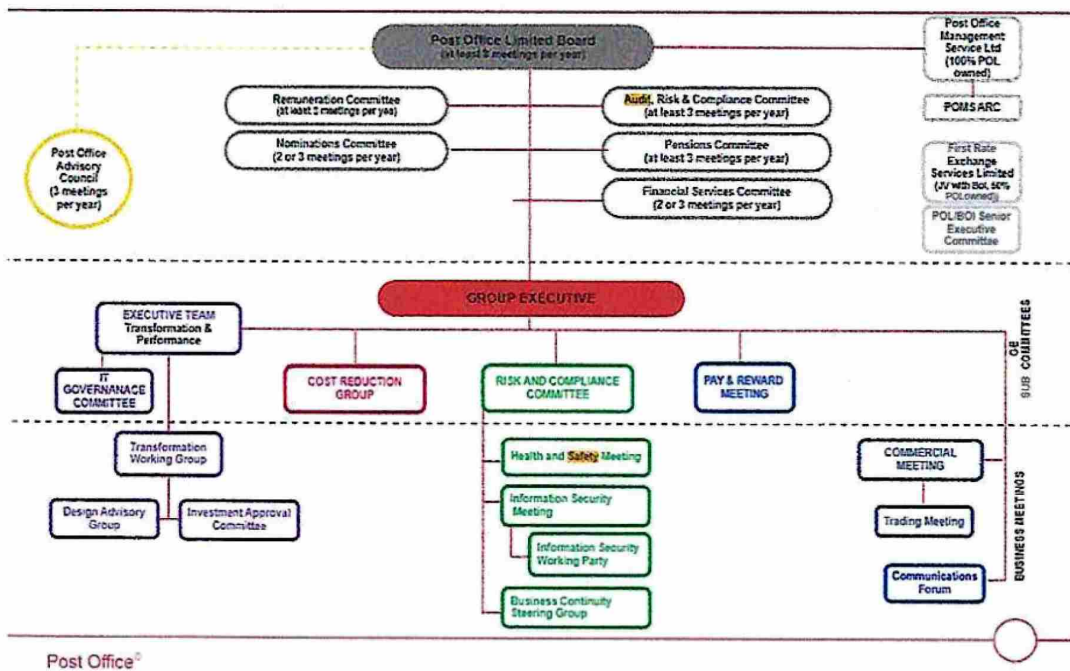 Post Office Limited Board
(at least 8 meetings per year)
Post Office
Management
Service Ltd
(100% POL
owned)
POMS ARC
Remuneration Committee
(at least 2 meetings per year)
Audit, Risk & Compliance Committee
(at least 3 meetings per year)
Nominations Committee
(2 or 3 meetings per year)
Pensions Committee
(at least 3 meetings per year)
Financial Services Committee
(2 or 3 meetings per year)
Post Office
Advisory
Council
(3 meetings
per year)
First Rate
Exchange
Services Limited
(JV with BoI, 50%
POLowned))
POL/BOI Senior
Executive
Committee
GROUP EXECUTIVE
EXECUTIVE TEAM
Transformation &
Performance
IT
GOVERNANACE
COMMITTEE
COST REDUCTION
GROUP
RISK AND COMPLIANCE
COMMITTEE
PAY & REWARD
MEETING
SUB COMMITTEES
Transformation
Working Group
Design Advisory
Group
Investment Approval
Committee
Health and Safety Meeting
Information Security
Meeting
Information Security
Working Party
Business Continuity
Steering Group
COMMERCIAL
MEETING
Trading Meeting
Communications
Forum
BUSINESS MEETINGS
Post Office©